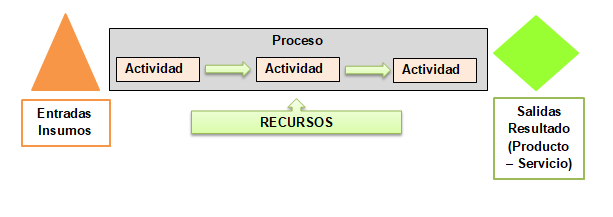 Proceso
Actividad
Actividad
Actividad
Entradas
Insumos
RECURSOS
Salidas
Resultado
(Producto
– Servicio)